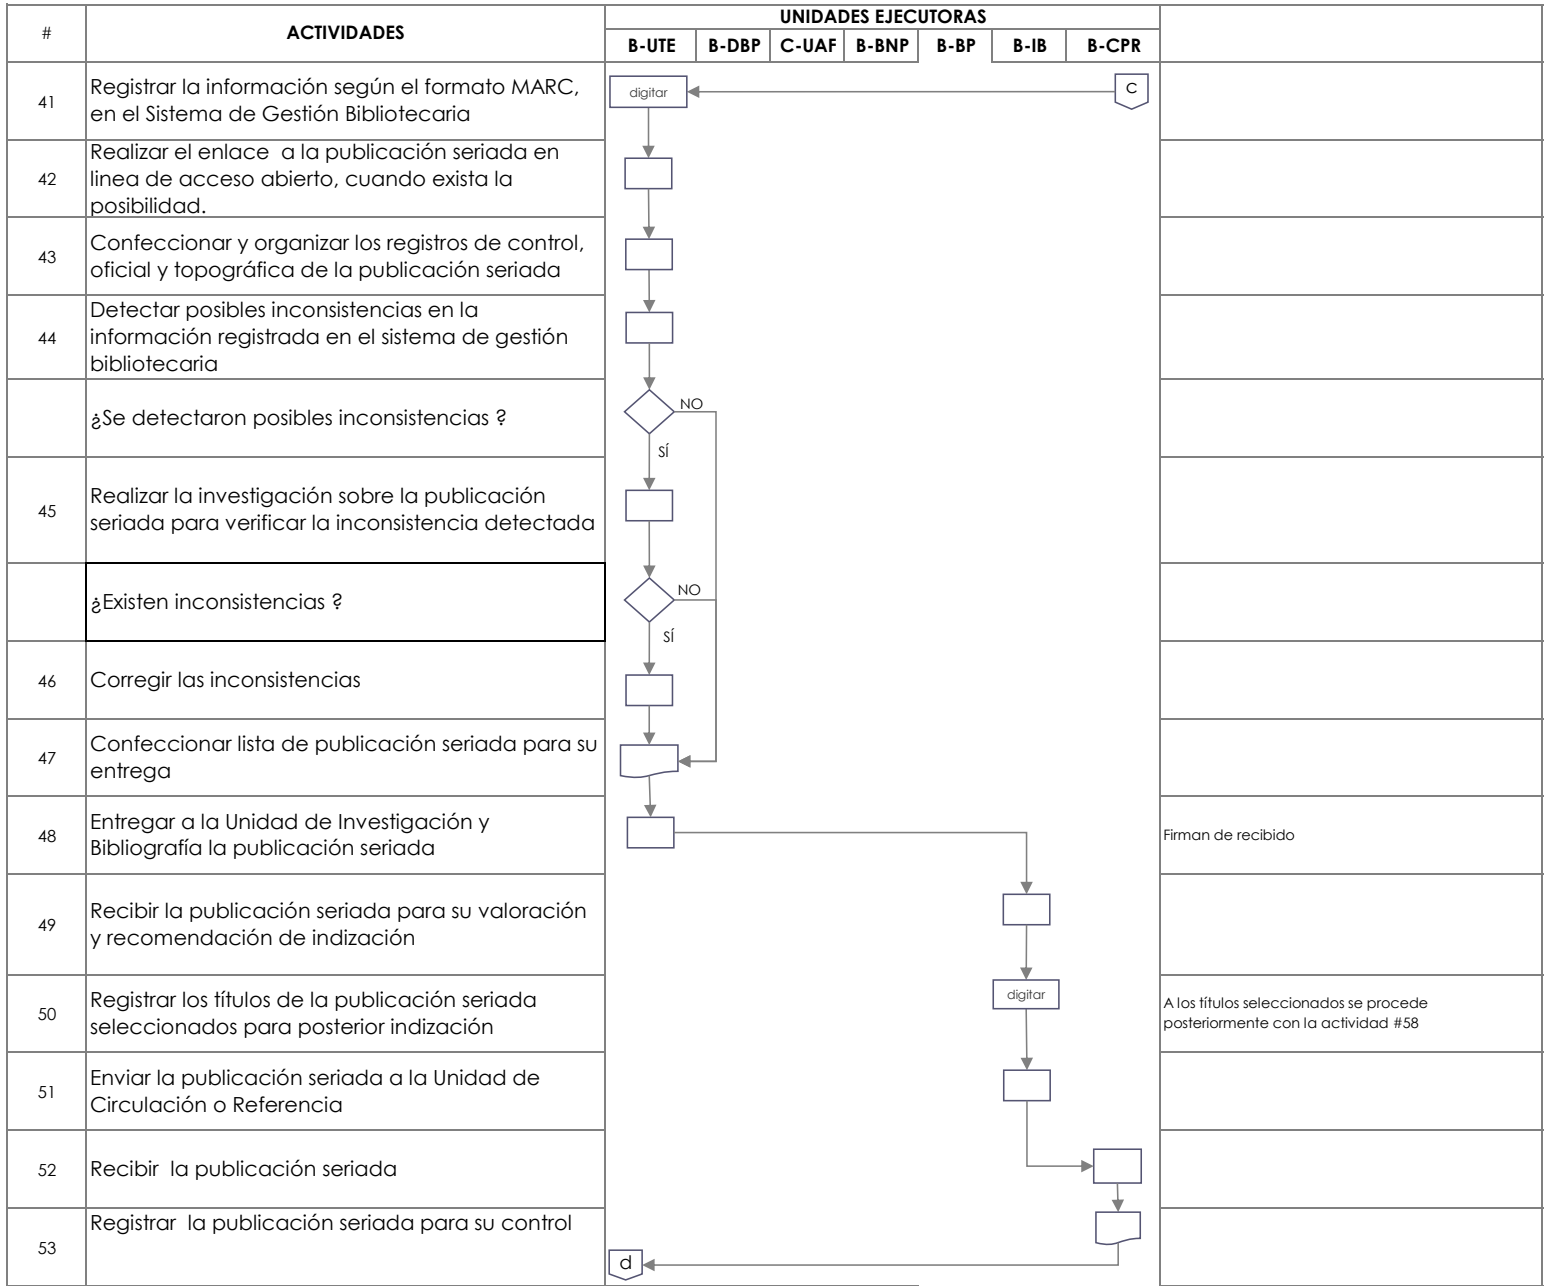 # ACTIVIDADES UNIDADES EJECUTORAS
B-UTE B-DBP C-UAF B-BNP B-BP B-IB B-CPR
41 Registrar la información según el formato MARC,
en el Sistema de Gestión Bibliotecaria
digitar C
42 Realizar el enlace a la publicación seriada en
linea de acceso abierto, cuando exista la
posibilidad.
43 Confeccionar y organizar los registros de control,
oficial y topográfica de la publicación seriada
44 Detectar posibles inconsistencias en la
información registrada en el sistema de gestión
bibliotecaria
¿Se detectaron posibles inconsistencias ?
NO
SÍ
45 Realizar la investigación sobre la publicación
seriada para verificar la inconsistencia detectada
¿Existen inconsistencias ?
NO
SÍ
46 Corregir las inconsistencias
47 Confeccionar lista de publicación seriada para su
entrega
48 Entregar a la Unidad de Investigación y
Bibliografía la publicación seriada
Firman de recibido
49 Recibir la publicación seriada para su valoración
y recomendación de indización
50 Registrar los títulos de la publicación seriada
seleccionados para posterior indización
digitar
A los títulos seleccionados se procede
posteriormente con la actividad #58
51 Enviar la publicación seriada a la Unidad de
Circulación o Referencia
52 Recibir la publicación seriada
53 Registrar la publicación seriada para su control
d